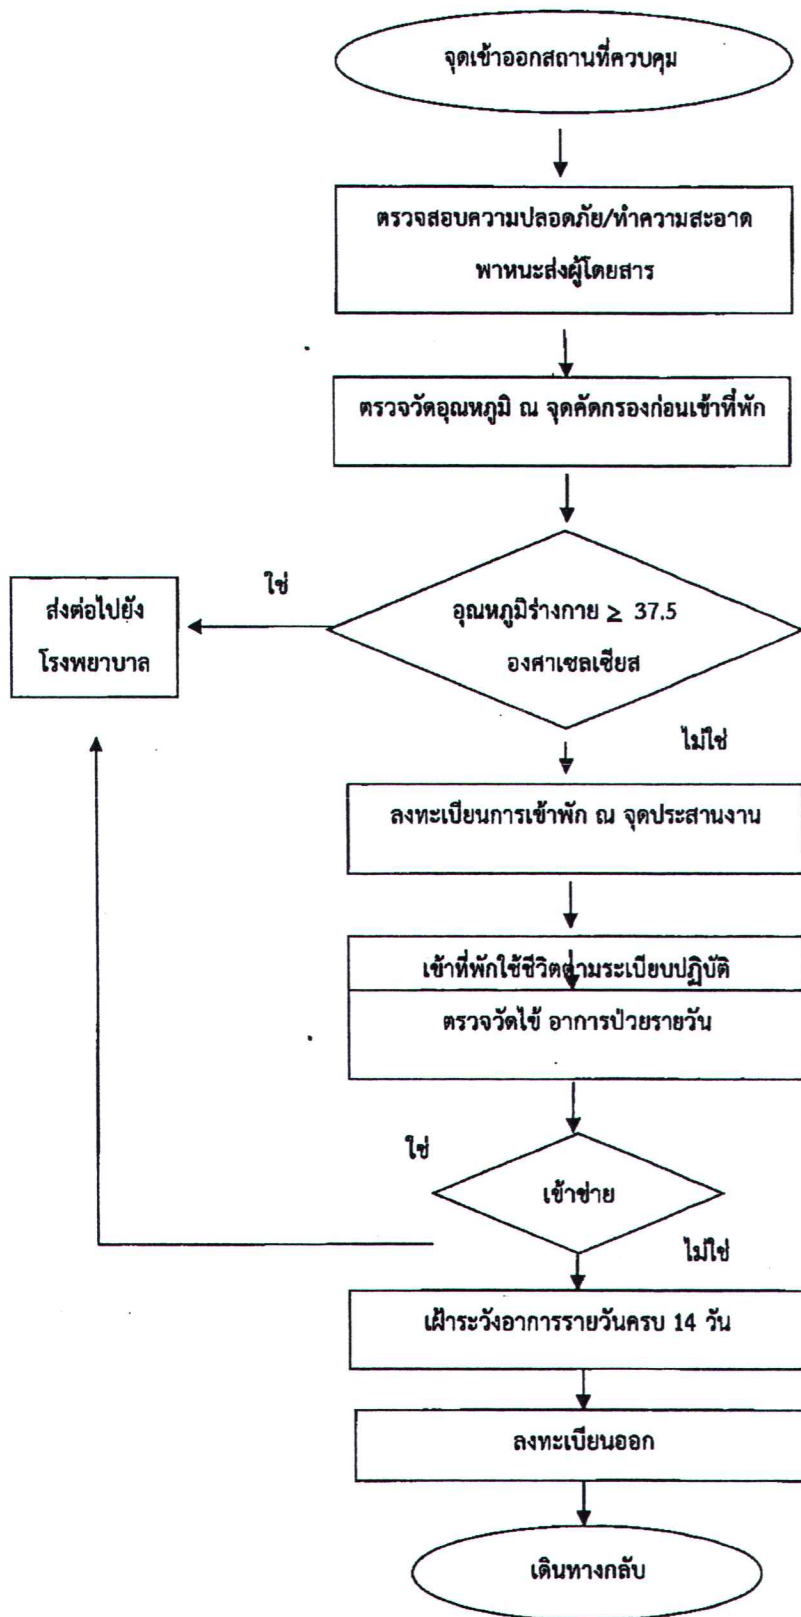 จุดเข้าออกสถานที่ควบคุม
ตรวจสอบความปลอดภัย/ทำความสะอาด
พาหนะส่งผู้โดยสาร
ตรวจวัดอุณหภูมิ ณ จุดคัดกรองก่อนเข้าที่พัก
ใช่
ส่งต่อไปยัง
โรงพยาบาล
อุณหภูมิร่างกาย ≥ 37.5
องศาเซลเซียส
ไม่ใช่
ลงทะเบียนการเข้าพัก ณ จุดประสานงาน
เข้าที่พักใช้ชีวิตตามระเบียบปฏิบัติ
ตรวจวัดไข้ อาการป่วยรายวัน
ใช่
เข้าข่าย
ไม่ใช่
เฝ้าระวังอาการรายวันครบ 14 วัน
ลงทะเบียนออก
เดินทางกลับ